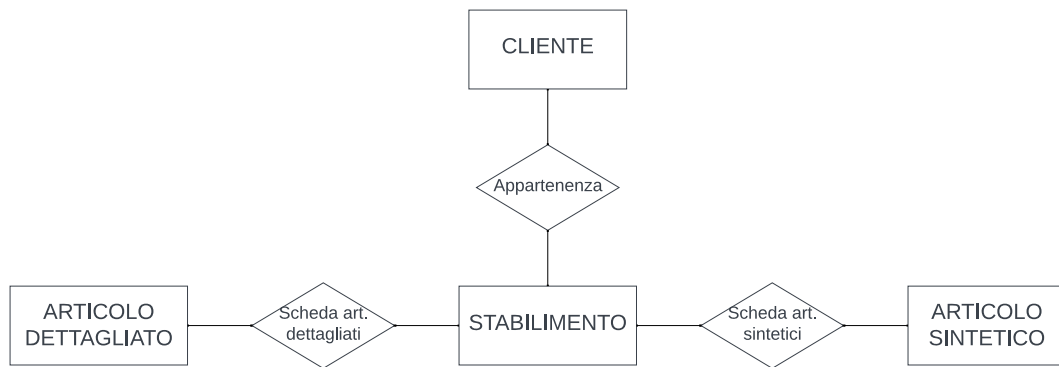 CLIENTE
Appartenenza
ARTICOLO
DETTAGLIATO
Scheda art.
dettagliati
STABILIMENTO
Scheda art.
sintetici
ARTICOLO
SINTETICO